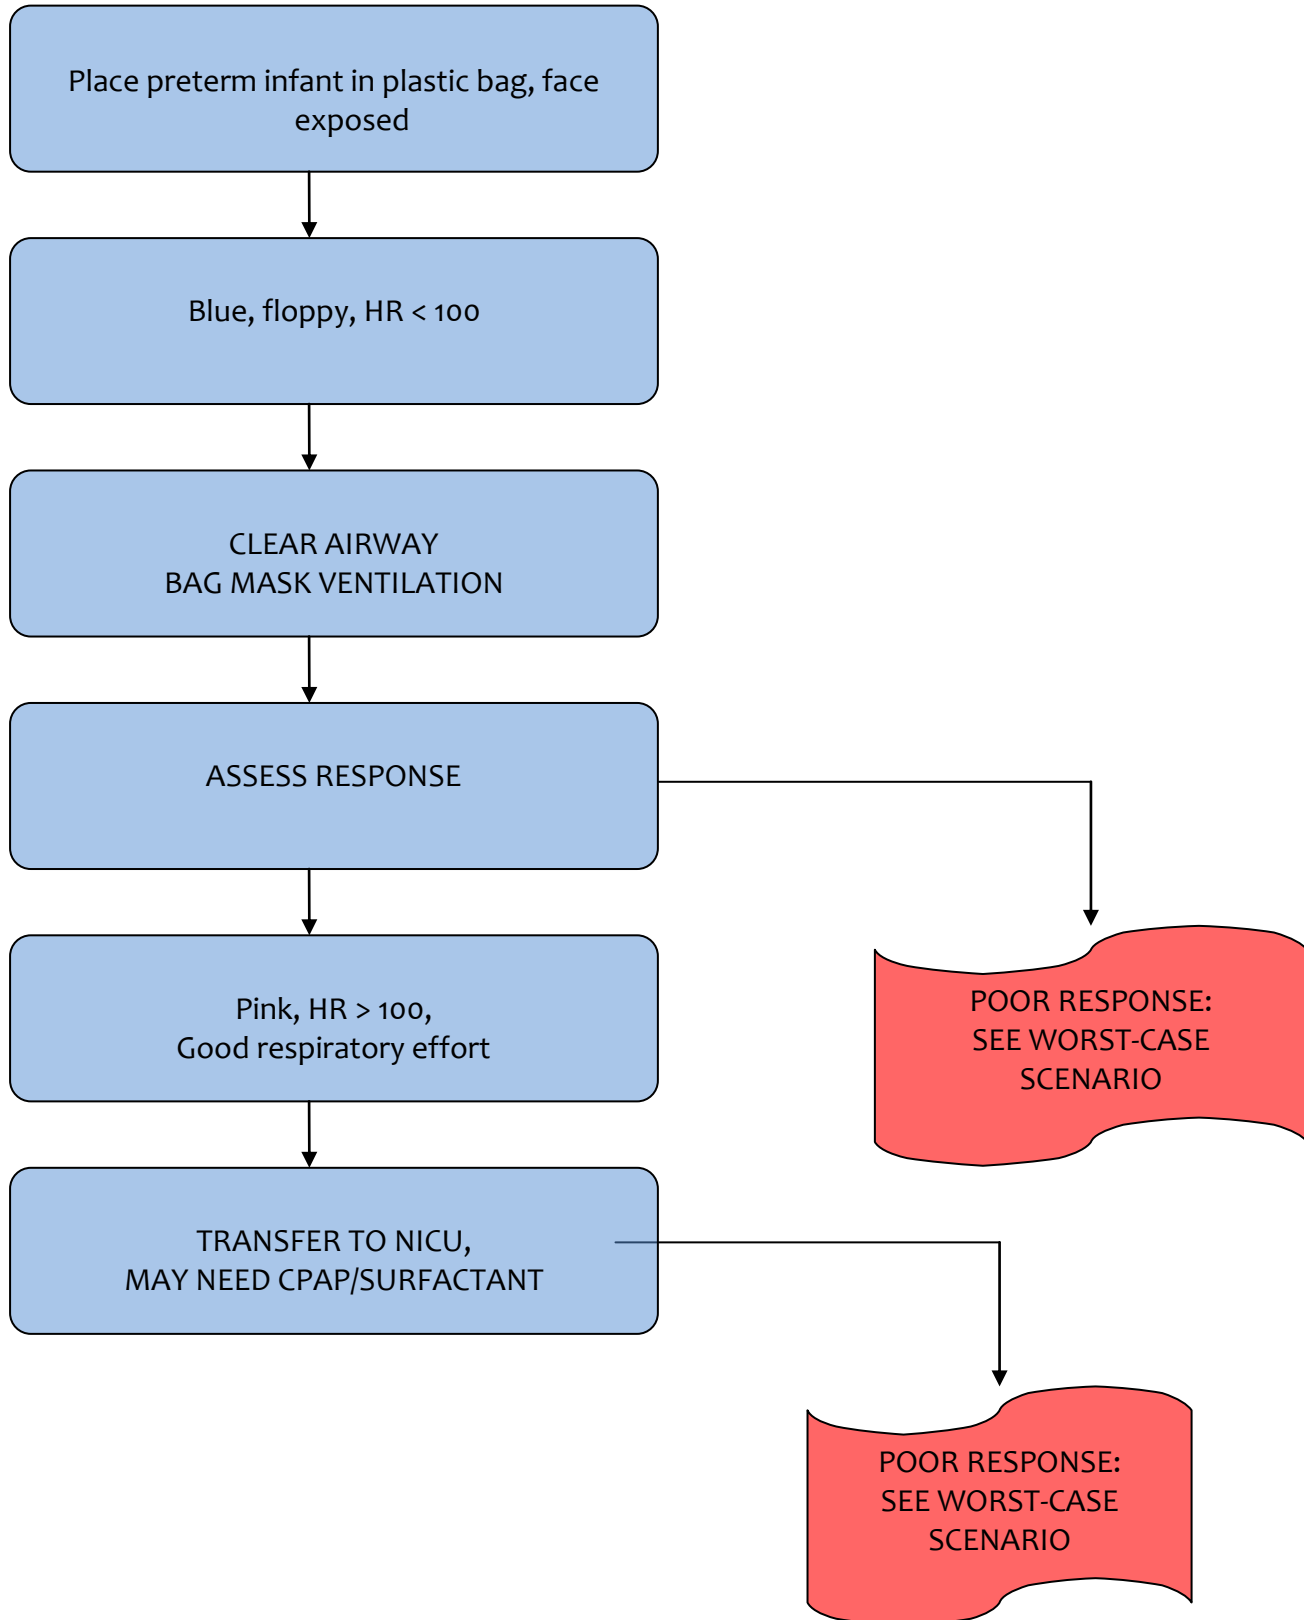 Place preterm infant in plastic bag, face
exposed
Blue, floppy, HR < 100
CLEAR AIRWAY
BAG MASK VENTILATION
ASSESS RESPONSE
Pink, HR > 100,
Good respiratory effort
POOR RESPONSE:
SEE WORST-CASE
SCENARIO
TRANSFER TO NICU,
MAY NEED CPAP/SURFACTANT
POOR RESPONSE:
SEE WORST-CASE
SCENARIO